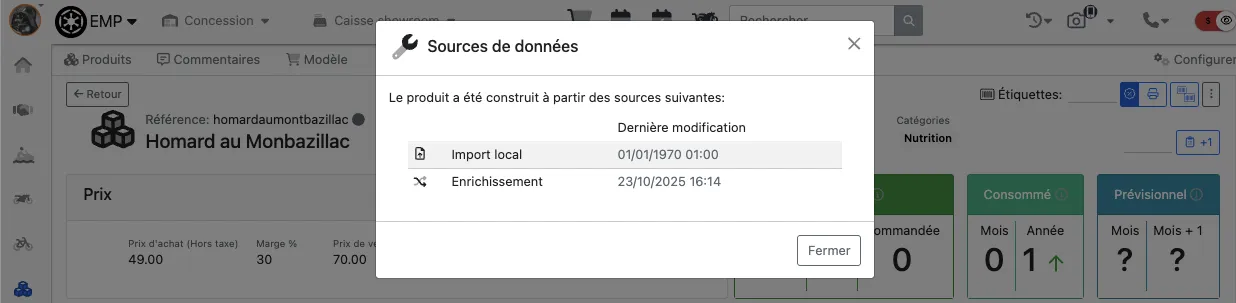 EMP
Concession
Caisse showroom
Rechercher
$
Produits
Commentaires
Modèle
Configurer
Sources de données
Le produit a été construit à partir des sources suivantes:
Dernière modification
Import local 01/01/1970 01:00
Enrichissement 23/10/2025 16:14
Fermer
← Retour
Référence: homardaumontbazillac
Homard au Monbazillac
Étiquettes:
Catégories
Nutrition
+1
Prix
Prix d'achat (Hors taxe) Marge % Prix de ve
49.00 30 70.00
ommandée
0
Consommé
Mois Année
0 1
Prévisionnel
Mois Mois + 1
? ?